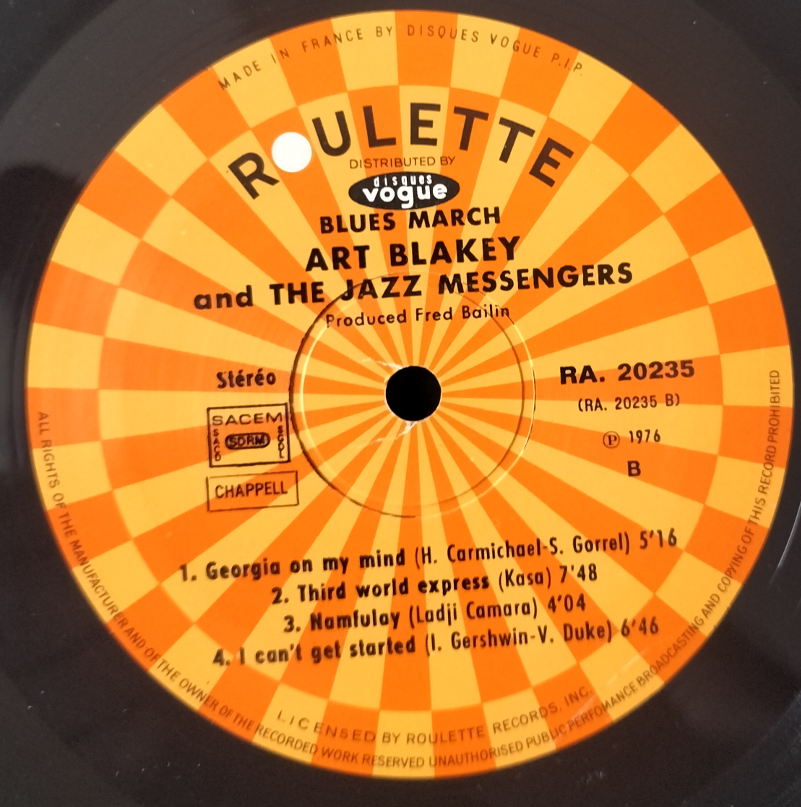 MADE IN FRANCE BY DISQUES VOGUE P.I.P.
ROULETTE
DISTRIBUTED BY
disques
vogue
BLUES MARCH
ART BLAKEY
and THE JAZZ MESSENGERS
Produced Fred Bailin
Stéréo
SACEM
SACD
SDRM
SGDL
CHAPPELL
RA. 20235
(RA. 20235 B)
℗ 1976
B
1. Georgia on my mind (H. Carmichael-S. Gorrel) 5'16
2. Third world express (Kasa) 7'48
3. Namfulay (Ladji Camara) 4'04
4. I can't get started (I. Gershwin-V. Duke) 6'46
LICENSED BY ROULETTE RECORDS, INC.
ALL RIGHTS OF THE MANUFACTURER AND OF THE OWNER OF THE RECORDED WORK RESERVED UNAUTHORISED PUBLIC PERFOMANCE BROADCASTING AND COPYING OF THIS RECORD PROHIBITED